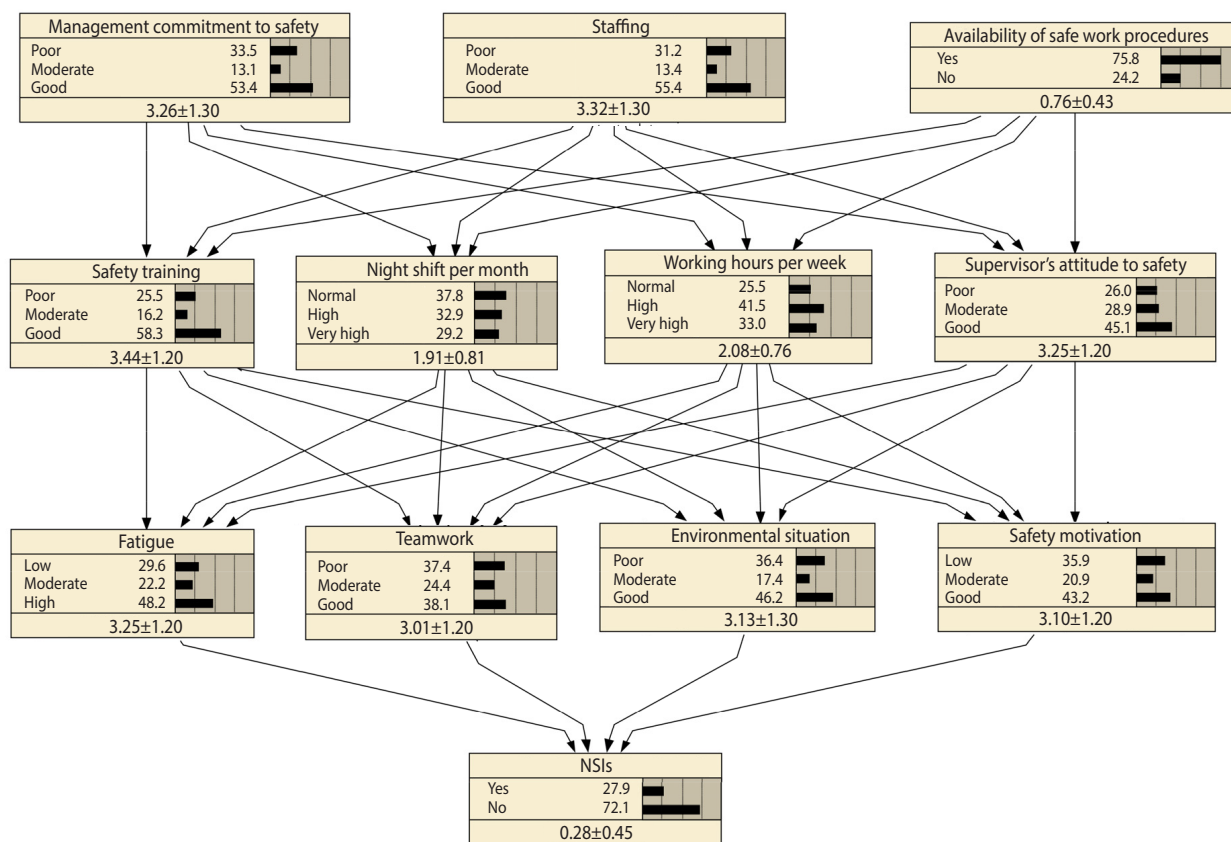 Management commitment to safety
Poor 33.5
Moderate 13.1
Good 53.4
3.26±1.30
Staffing
Poor 31.2
Moderate 13.4
Good 55.4
3.32±1.30
Availability of safe work procedures
Yes 75.8
No 24.2
0.76±0.43
Safety training
Poor 25.5
Moderate 16.2
Good 58.3
3.44±1.20
Night shift per month
Normal 37.8
High 32.9
Very high 29.2
1.91±0.81
Working hours per week
Normal 25.5
High 41.5
Very high 33.0
2.08±0.76
Supervisor's attitude to safety
Poor 26.0
Moderate 28.9
Good 45.1
3.25±1.20
Fatigue
Low 29.6
Moderate 22.2
High 48.2
3.25±1.20
Teamwork
Poor 37.4
Moderate 24.4
Good 38.1
3.01±1.20
Environmental situation
Poor 36.4
Moderate 17.4
Good 46.2
3.13±1.30
Safety motivation
Low 35.9
Moderate 20.9
Good 43.2
3.10±1.20
NSIs
Yes 27.9
No 72.1
0.28±0.45